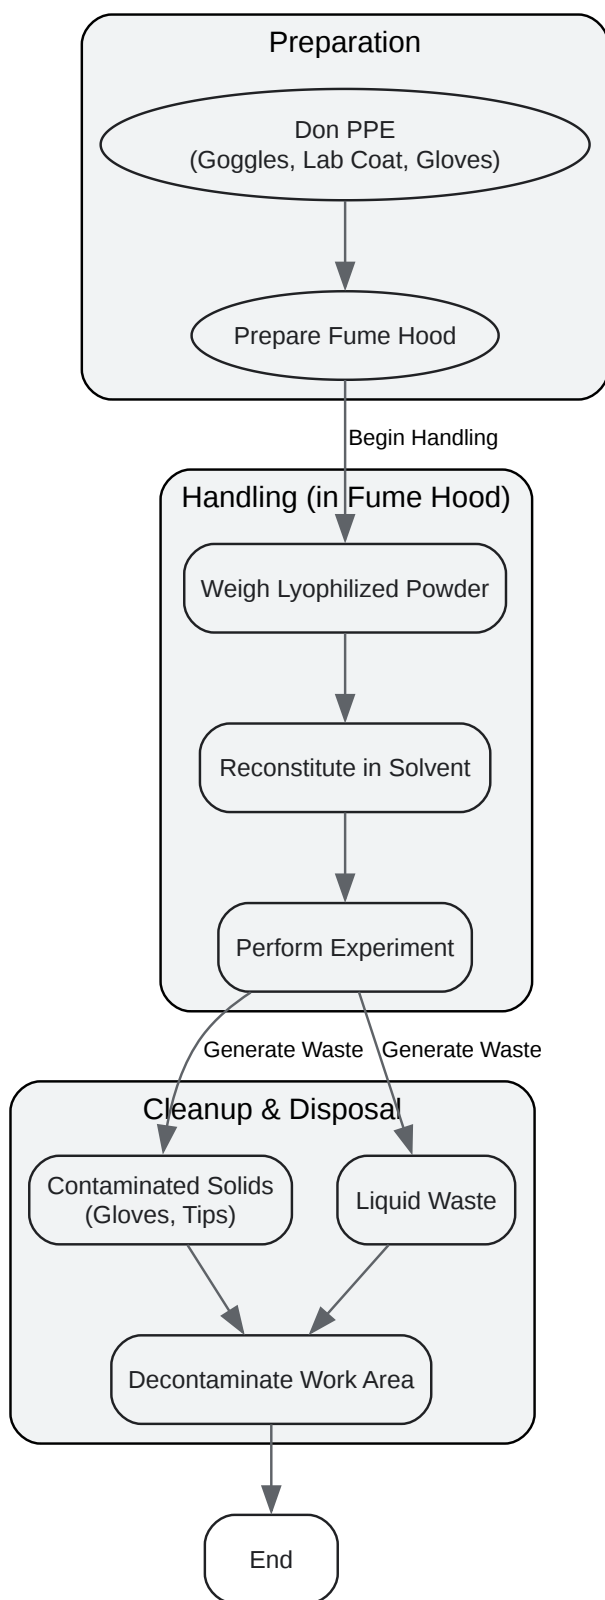 Preparation
Don PPE
(Goggles, Lab Coat, Gloves)
Prepare Fume Hood
Begin Handling
Handling (in Fume Hood)
Weigh Lyophilized Powder
Reconstitute in Solvent
Perform Experiment
Generate Waste
Generate Waste
Cleanup & Disposal
Contaminated Solids
(Gloves, Tips)
Liquid Waste
Decontaminate Work Area
End